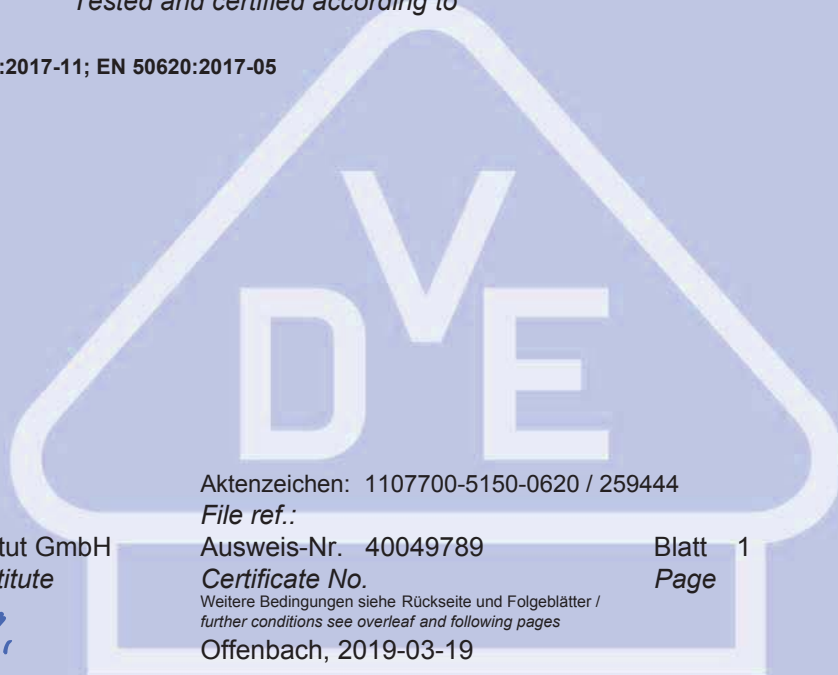 Tested and certified according to
:2017-11; EN 50620:2017-05
V
D E
Aktenzeichen: 1107700-5150-0620 / 259444
File ref.:
tut GmbH Ausweis-Nr. 40049789 Blatt 1
titute Certificate No. Page
Weitere Bedingungen siehe Rückseite und Folgeblätter /
further conditions see overleaf and following pages
Offenbach, 2019-03-19